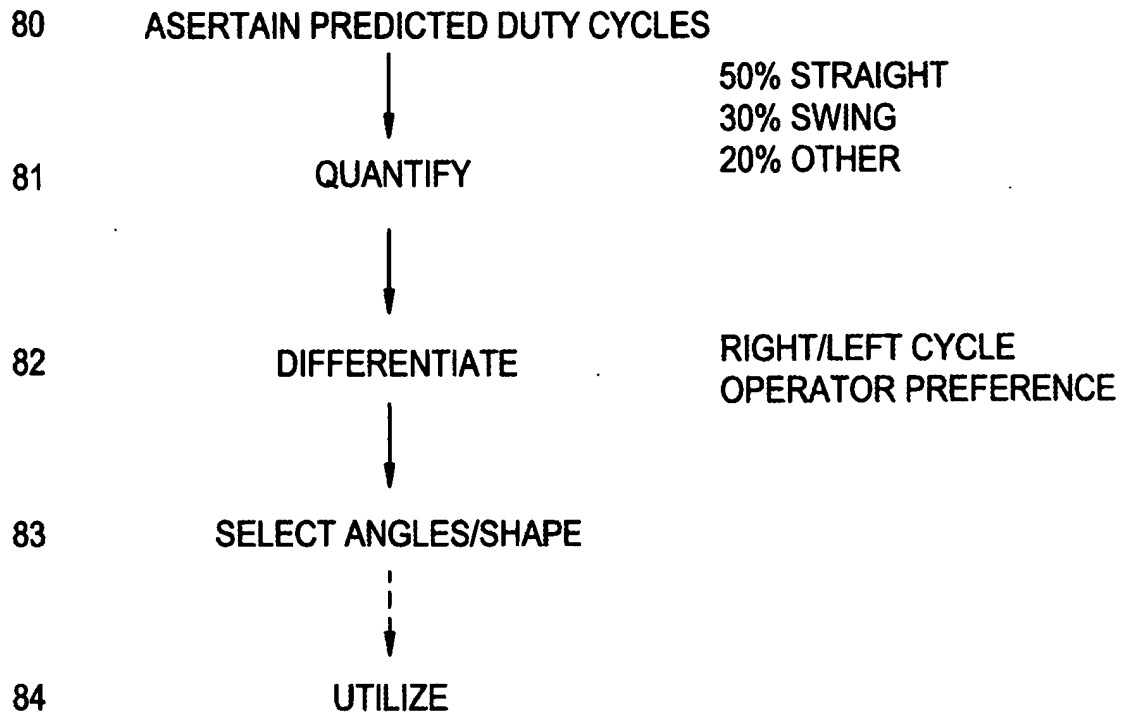 80 ASERTAIN PREDICTED DUTY CYCLES
50% STRAIGHT
30% SWING
20% OTHER
81 QUANTIFY
82 DIFFERENTIATE
RIGHT/LEFT CYCLE
OPERATOR PREFERENCE
83 SELECT ANGLES/SHAPE
84 UTILIZE